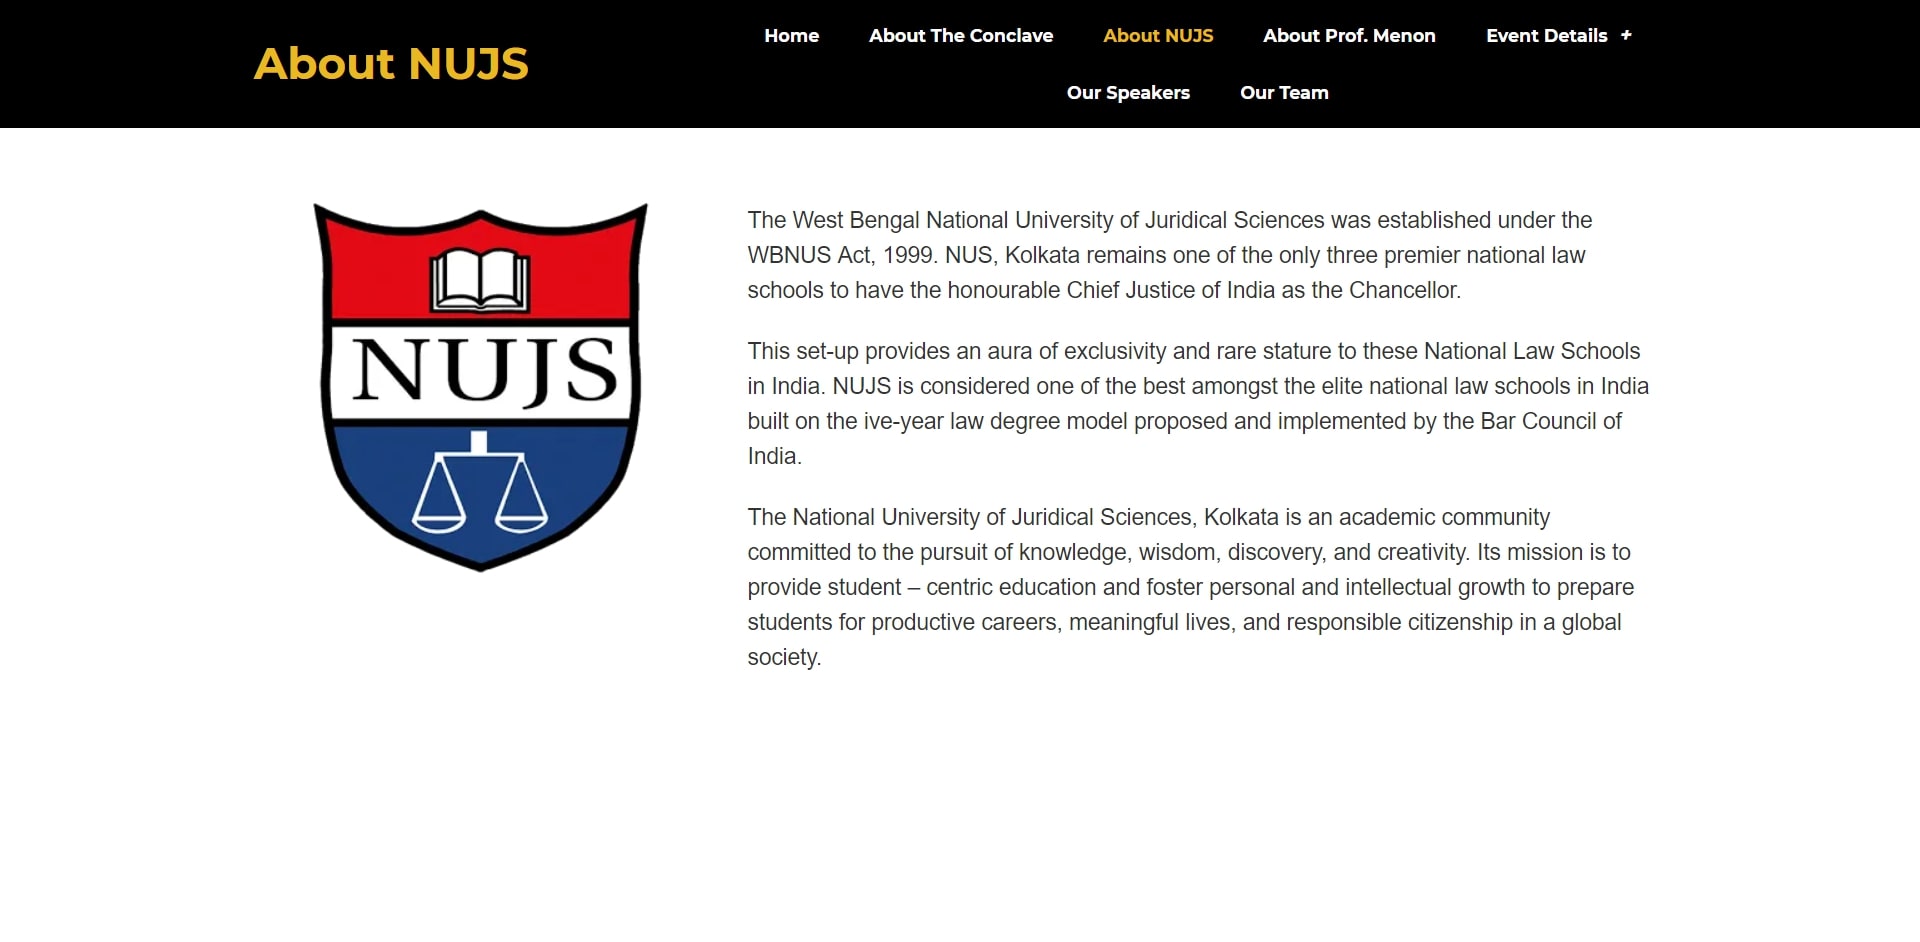 About NUJS
Home About The Conclave About NUJS About Prof. Menon Event Details +
Our Speakers Our Team
NUJS
The West Bengal National University of Juridical Sciences was established under the
WBNUS Act, 1999. NUS, Kolkata remains one of the only three premier national law
schools to have the honourable Chief Justice of India as the Chancellor.
This set-up provides an aura of exclusivity and rare stature to these National Law Schools
in India. NUJS is considered one of the best amongst the elite national law schools in India
built on the ive-year law degree model proposed and implemented by the Bar Council of
India.
The National University of Juridical Sciences, Kolkata is an academic community
committed to the pursuit of knowledge, wisdom, discovery, and creativity. Its mission is to
provide student – centric education and foster personal and intellectual growth to prepare
students for productive careers, meaningful lives, and responsible citizenship in a global
society.